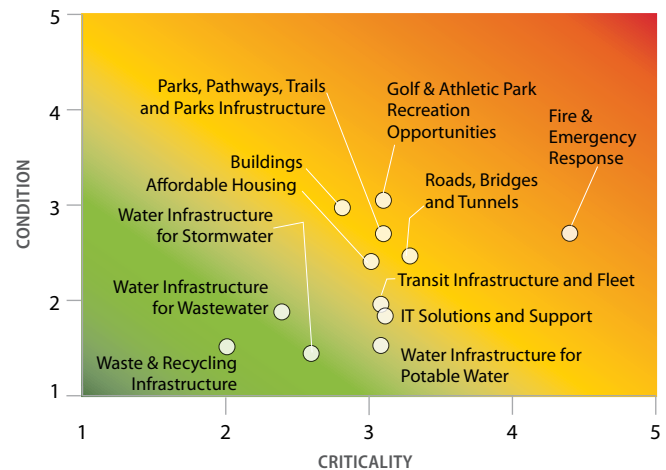 5
4
3
2
1
CONDITION
Parks, Pathways, Trails
and Parks Infrustructure
Golf & Athletic Park
Recreation
Opportunities
Fire &
Emergency
Response
Buildings
Affordable Housing
Roads, Bridges
and Tunnels
Water Infrastructure
for Stormwater
Water Infrastructure
for Wastewater
Transit Infrastructure and Fleet
IT Solutions and Support
Waste & Recycling
Infrastructure
Water Infrastructure for
Potable Water
1 2 3 4 5
CRITICALITY